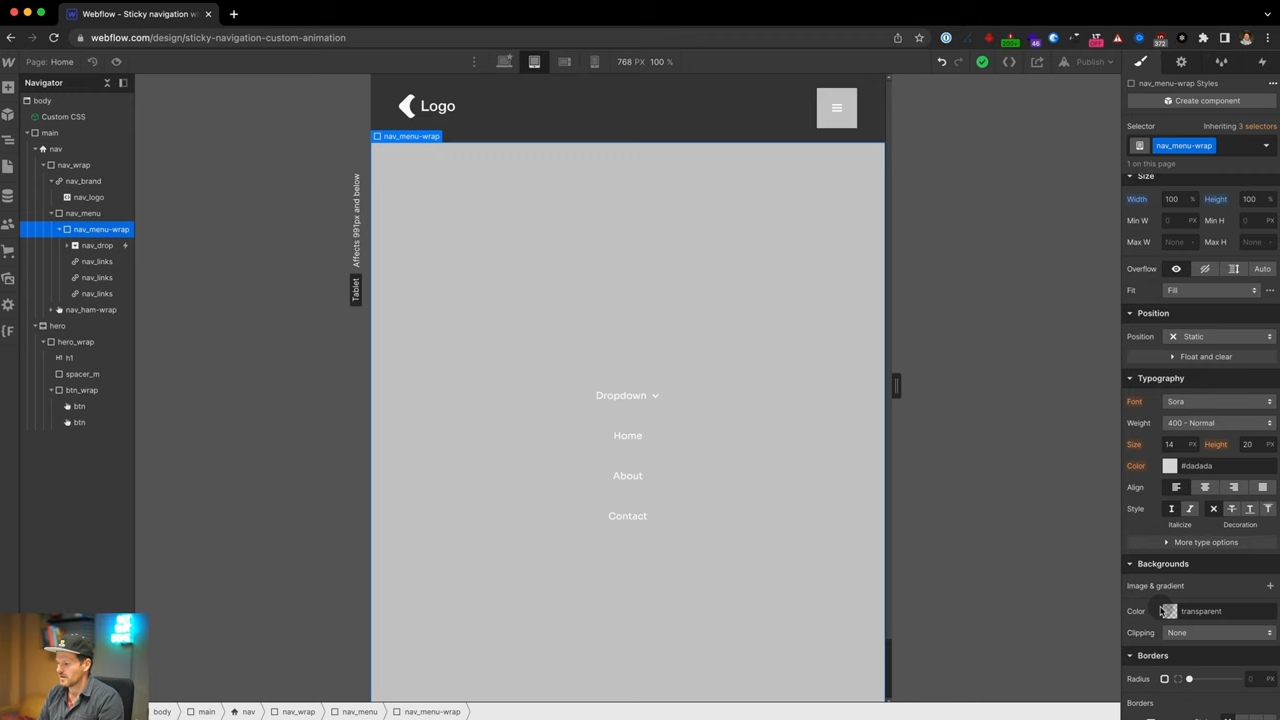 Webflow - Sticky navigation w
webflow.com/design/sticky-navigation-custom-animation
200+
46
OFF
372
Page: Home
768 PX 100 %
Publish
Navigator
body
Custom CSS
main
nav
nav_wrap
nav_brand
nav_logo
nav_menu
nav_menu-wrap
nav_drop
nav_links
nav_links
nav_links
nav_ham-wrap
hero
hero_wrap
h1
spacer_m
btn_wrap
btn
btn
Affects 991px and below
Tablet
Logo
nav_menu-wrap
Dropdown
Home
About
Contact
nav_menu-wrap Styles
Create component
Selector Inheriting 3 selectors
nav_menu-wrap
1 on this page
Size
Width 100 % Height 100 %
Min W 0 PX Min H 0 PX
Max W None - Max H None -
Overflow Auto
Fit Fill
Position
Position Static
Float and clear
Typography
Font Sora
Weight 400 - Normal
Size 14 PX Height 20 PX
Color #dadada
Align
Style
Italicize Decoration
More type options
Backgrounds
Image & gradient
Color transparent
Clipping None
Borders
Radius 0 PX
Borders
body main nav nav_wrap nav_menu nav_menu-wrap